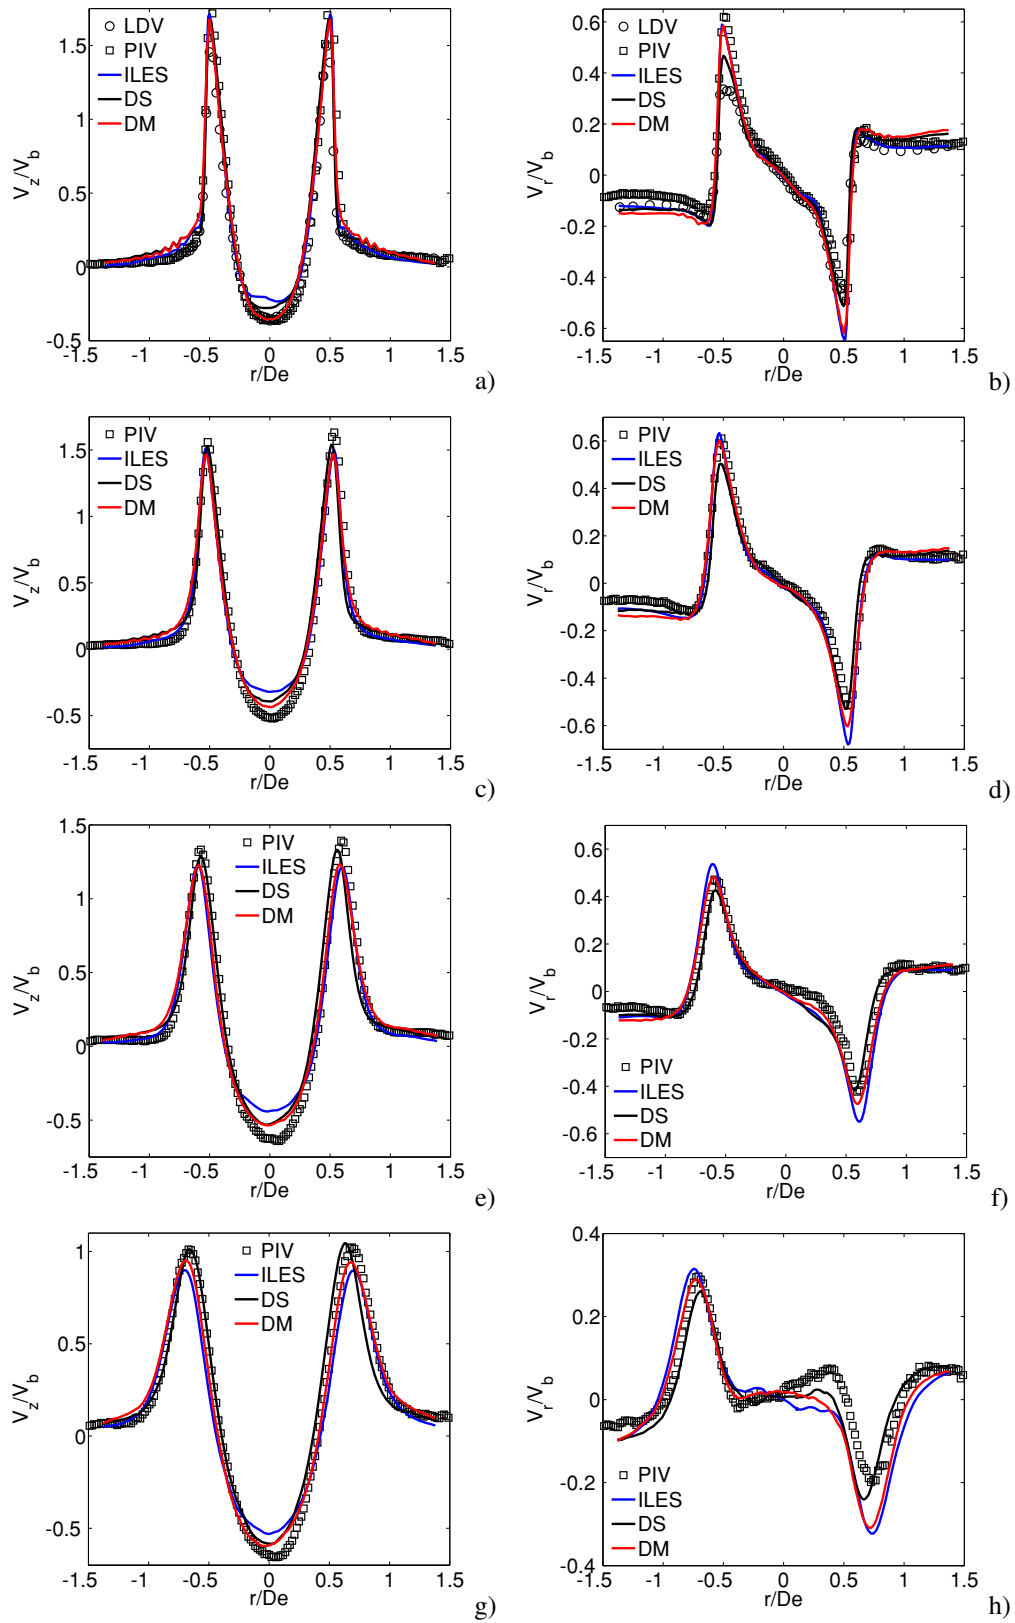 1.5
1
0.5
0
-0.5
V_z/V_b
LDV
PIV
ILES
DS
DM
-1.5 -1 -0.5 0 0.5 1 1.5
r/De
a)
0.6
0.4
0.2
0
-0.2
-0.4
-0.6
V_r/V_b
LDV
PIV
ILES
DS
DM
-1.5 -1 -0.5 0 0.5 1 1.5
r/De
b)
1.5
1
0.5
0
-0.5
V_z/V_b
PIV
ILES
DS
DM
-1.5 -1 -0.5 0 0.5 1 1.5
r/De
c)
0.6
0.4
0.2
0
-0.2
-0.4
-0.6
V_r/V_b
PIV
ILES
DS
DM
-1.5 -1 -0.5 0 0.5 1 1.5
r/De
d)
1.5
1
0.5
0
-0.5
V_z/V_b
PIV
ILES
DS
DM
-1.5 -1 -0.5 0 0.5 1 1.5
r/De
e)
0.6
0.4
0.2
0
-0.2
-0.4
-0.6
V_r/V_b
PIV
ILES
DS
DM
-1.5 -1 -0.5 0 0.5 1 1.5
r/De
f)
1
0.5
0
-0.5
V_z/V_b
PIV
ILES
DS
DM
-1.5 -1 -0.5 0 0.5 1 1.5
r/De
g)
0.4
0.2
0
-0.2
-0.4
V_r/V_b
PIV
ILES
DS
DM
-1.5 -1 -0.5 0 0.5 1 1.5
r/De
h)